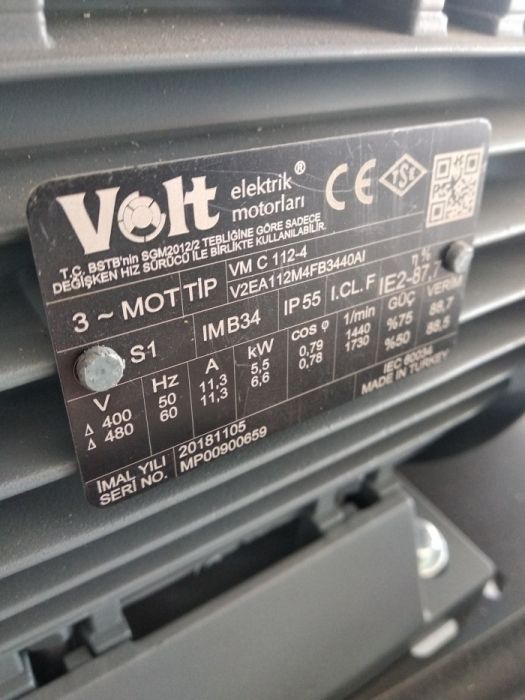 Volt elektrik motorları ®
CE
TSE
T.C. BSTB'nin SGM2012/2 TEBLİĞİNE GÖRE SADECE
DEĞİŞKEN HIZ SÜRÜCÜ İLE BİRLİKTE KULLANILABİLİR.
3 ~ MOT TİP VM C 112-4
V2EA112M4FB3440AI
S1 IM B34 IP 55 I.CL. F IE2-87,7 η %
V Hz A kW cos φ 1/min GÜÇ VERİM
Δ 400 50 11,3 5,5 0,79 1440 %75 88,7
Δ 480 60 11,3 6,6 0,78 1730 %50 88,5
IEC 60034
MADE IN TURKEY
İMAL YILI 20181105
SERİ NO. MP00900659